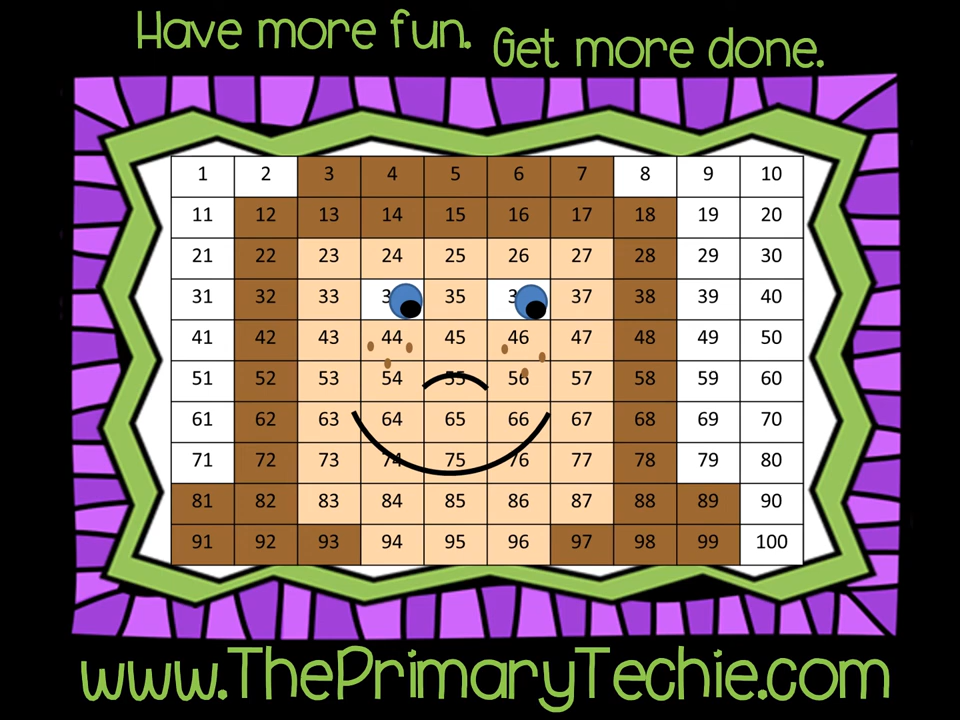 Have more fun. Get more done.
1 2 3 4 5 6 7 8 9 10
11 12 13 14 15 16 17 18 19 20
21 22 23 24 25 26 27 28 29 30
31 32 33 35 37 38 39 40
41 42 43 44 45 46 47 48 49 50
51 52 53 54 55 56 57 58 59 60
61 62 63 64 65 66 67 68 69 70
71 72 73 74 75 76 77 78 79 80
81 82 83 84 85 86 87 88 89 90
91 92 93 94 95 96 97 98 99 100
www.ThePrimaryTechie.com